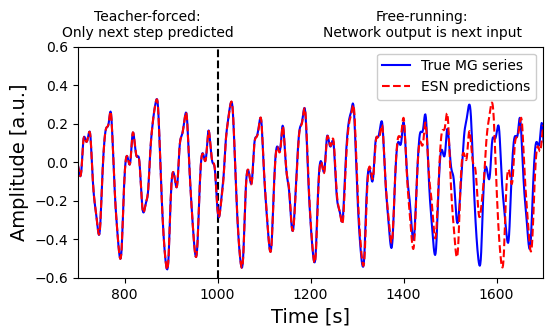 Teacher-forced:
Only next step predicted
Free-running:
Network output is next input
True MG series
ESN predictions
Amplitude [a.u.]
0.6
0.4
0.2
0.0
−0.2
−0.4
−0.6
800
1000
1200
1400
1600
Time [s]